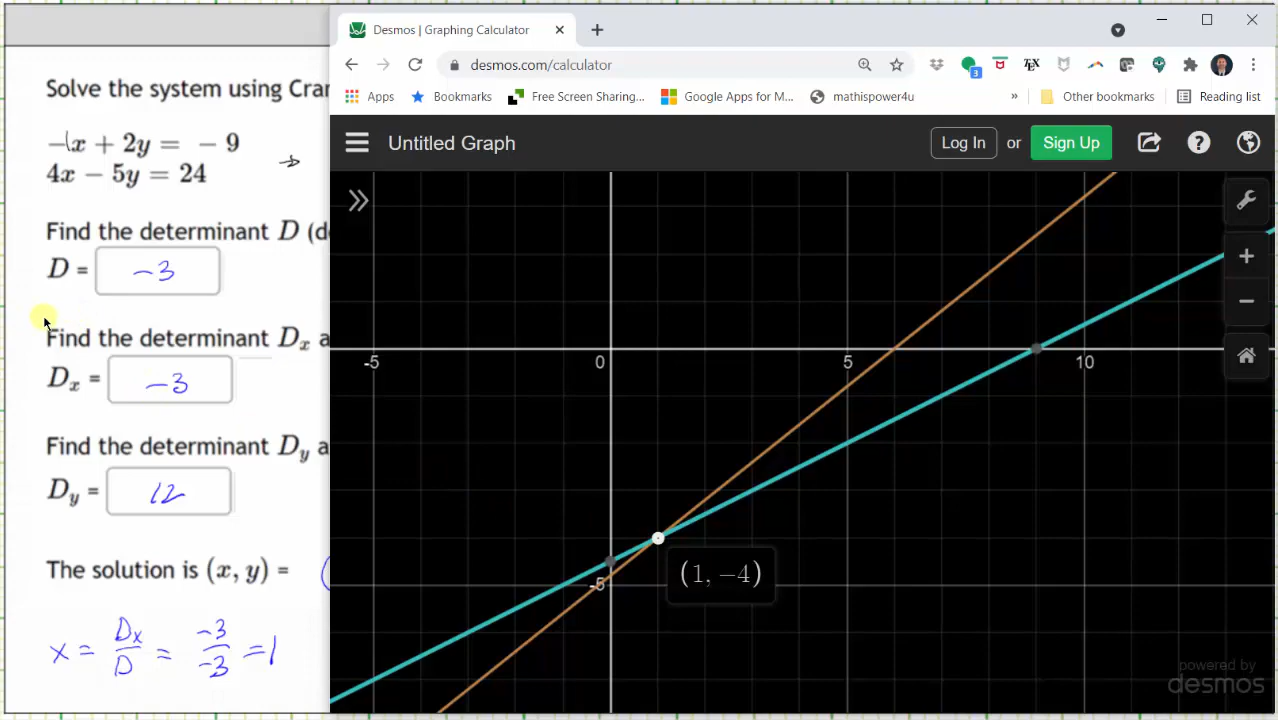 Desmos | Graphing Calculator
desmos.com/calculator
3
TEX
Apps
Bookmarks
Free Screen Sharing...
Google Apps for M...
mathispower4u
»
Other bookmarks
Reading list
Untitled Graph
Log In or Sign Up
Solve the system using Cra
-1x + 2y = - 9
4x - 5y = 24
→
Find the determinant D (d
D = -3
Find the determinant Dx a
Dx = -3
Find the determinant Dy a
Dy = 12
The solution is (x, y) = (
x = Dx/D = -3/-3 = 1
-5 0 5 10
-5
(1, −4)
powered by
desmos